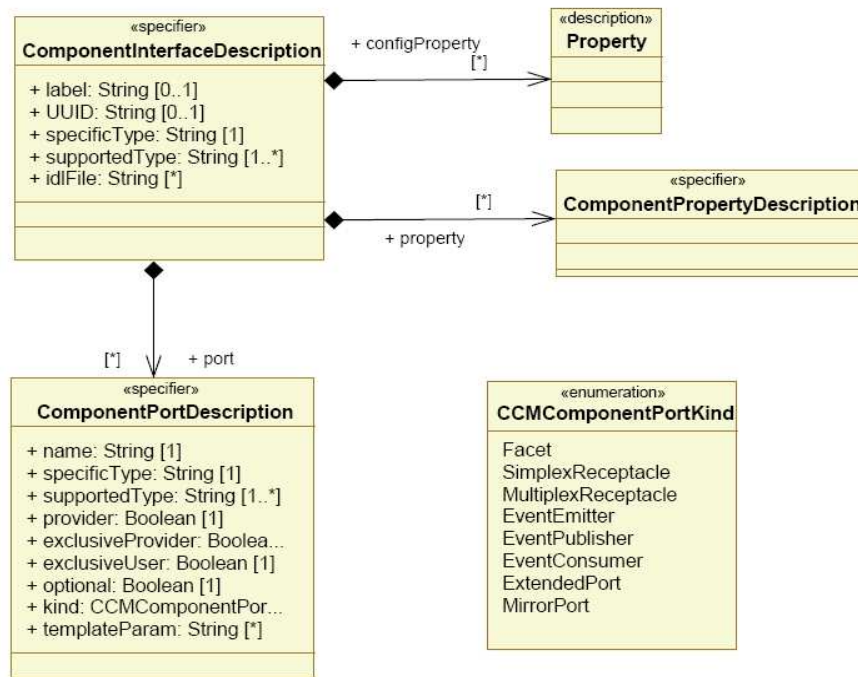 «specifier»
ComponentInterfaceDescription
+ label: String [0..1]
+ UUID: String [0..1]
+ specificType: String [1]
+ supportedType: String [1..*]
+ idlFile: String [*]
+ configProperty
[*]
«description»
Property
[*]
+ property
«specifier»
ComponentPropertyDescription
[*]
+ port
«specifier»
ComponentPortDescription
+ name: String [1]
+ specificType: String [1]
+ supportedType: String [1..*]
+ provider: Boolean [1]
+ exclusiveProvider: Boolea...
+ exclusiveUser: Boolean [1]
+ optional: Boolean [1]
+ kind: CCMComponentPor...
+ templateParam: String [*]
«enumeration»
CCMComponentPortKind
Facet
SimplexReceptacle
MultiplexReceptacle
EventEmitter
EventPublisher
EventConsumer
ExtendedPort
MirrorPort